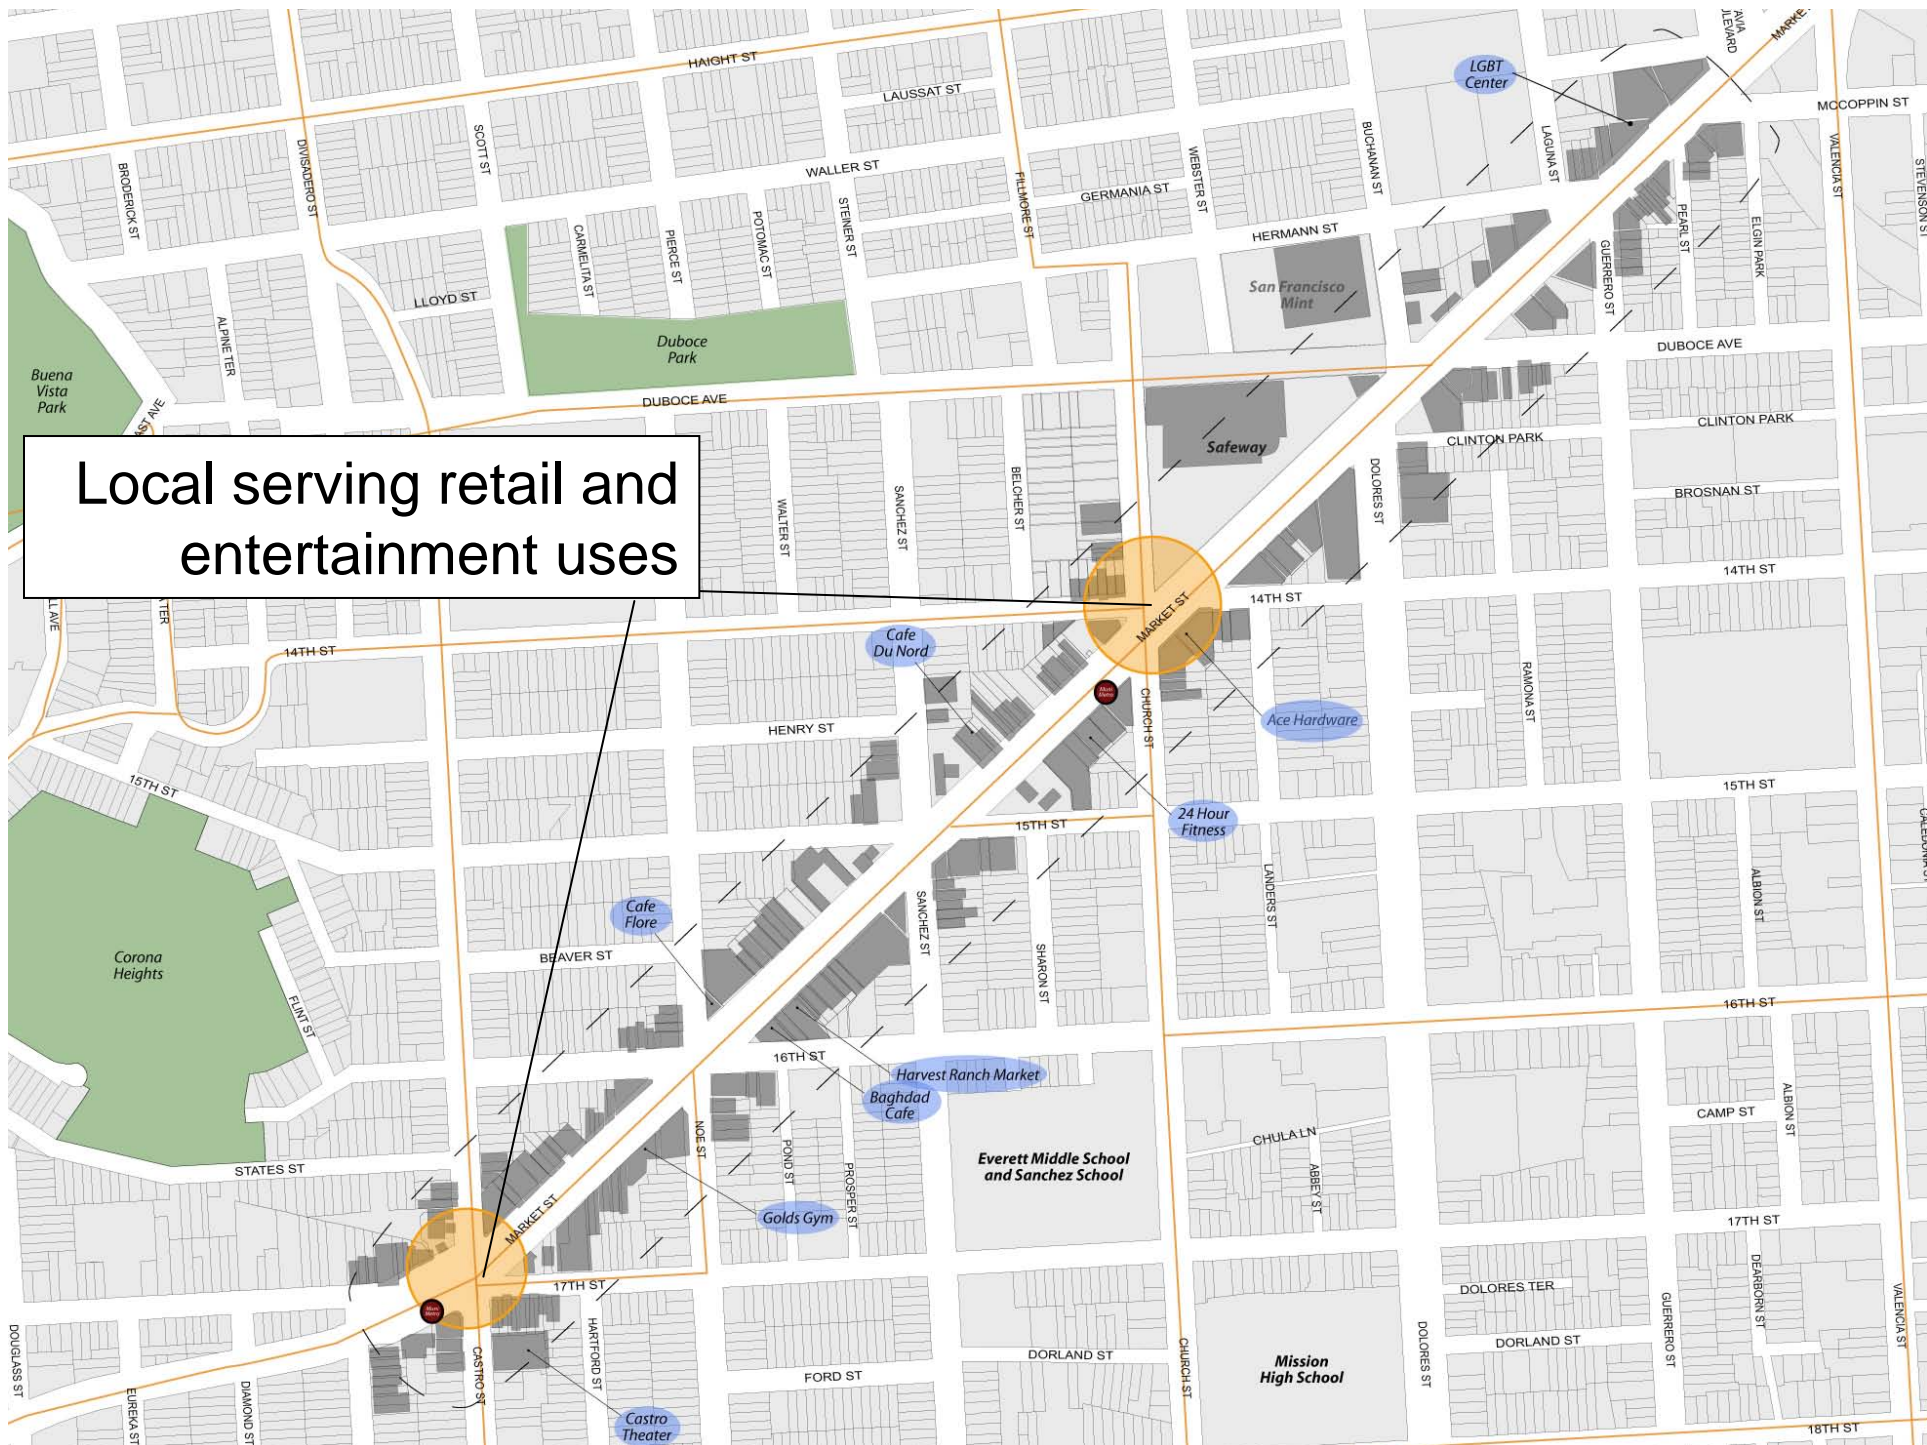 HAIGHT ST
LAUSSAT ST
WALLER ST
GERMANIA ST
HERMANN ST
LLOYD ST
BRODERICK ST
DIVISADERO ST
SCOTT ST
ALPINE TER
CARMELITA ST
PIERCE ST
POTOMAC ST
STEINER ST
FILLMORE ST
WEBSTER ST
BUCHANAN ST
LAGUNA ST
LGBT
Center
MCCOPPIN ST
VALENCIA ST
STEVENSON ST
PEARL ST
ELGIN PARK
GUERRERO ST
San Francisco
Mint
Duboce
Park
Buena
Vista
Park
DUBOCE AVE
DUBOCE AVE
CLINTON PARK
CLINTON PARK
BROSNAN ST
Safeway
Local serving retail and
entertainment uses
WALTER ST
SANCHEZ ST
BELCHER ST
DOLORES ST
14TH ST
14TH ST
14TH ST
MARKET ST
Cafe
Du Nord
Muni
Metro
CHURCH ST
Ace Hardware
RAMONA ST
HENRY ST
15TH ST
15TH ST
15TH ST
24 Hour
Fitness
LANDERS ST
ALBION ST
SANCHEZ ST
SHARON ST
Cafe
Flore
BEAVER ST
Corona
Heights
FLINT ST
16TH ST
16TH ST
Harvest Ranch Market
Baghdad
Cafe
NOE ST
POND ST
PROSPER ST
Everett Middle School
and Sanchez School
CHULA LN
ABBEY ST
CAMP ST
ALBION ST
STATES ST
MARKET ST
Golds Gym
17TH ST
17TH ST
Muni
Metro
DOLORES TER
DEARBORN ST
GUERRERO ST
VALENCIA ST
DOUGLASS ST
EUREKA ST
DIAMOND ST
CASTRO ST
HARTFORD ST
FORD ST
DORLAND ST
DORLAND ST
CHURCH ST
DOLORES ST
Mission
High School
Castro
Theater
18TH ST